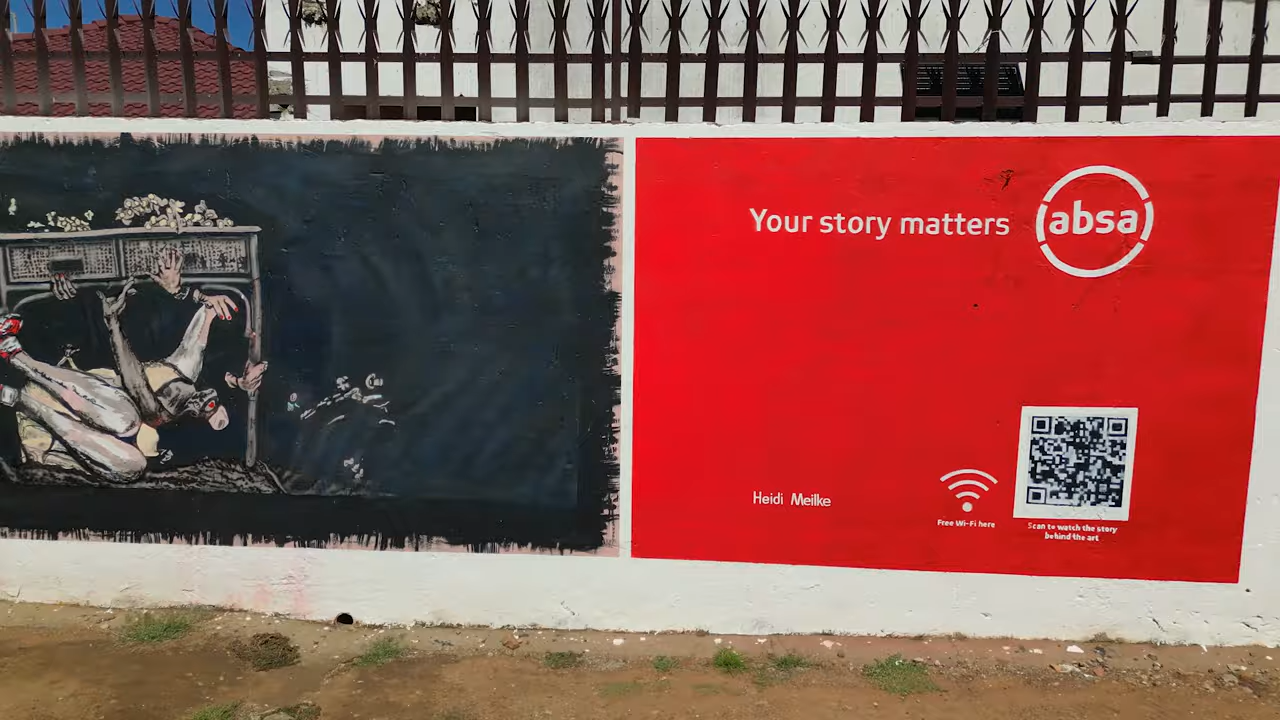 Your story matters
absa
Heidi Meilke
Free Wi-Fi here
Scan to watch the story
behind the art